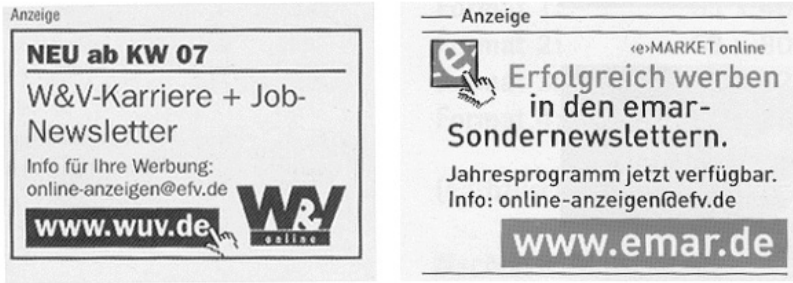 Anzeige
NEU ab KW 07
W&V-Karriere + Job-
Newsletter
Info für Ihre Werbung:
online-anzeigen@efv.de
www.wuv.de
W&V
online
Anzeige
‹e›MARKET online
e
Erfolgreich werben
in den emar-
Sondernewslettern.
Jahresprogramm jetzt verfügbar.
Info: online-anzeigen@efv.de
www.emar.de